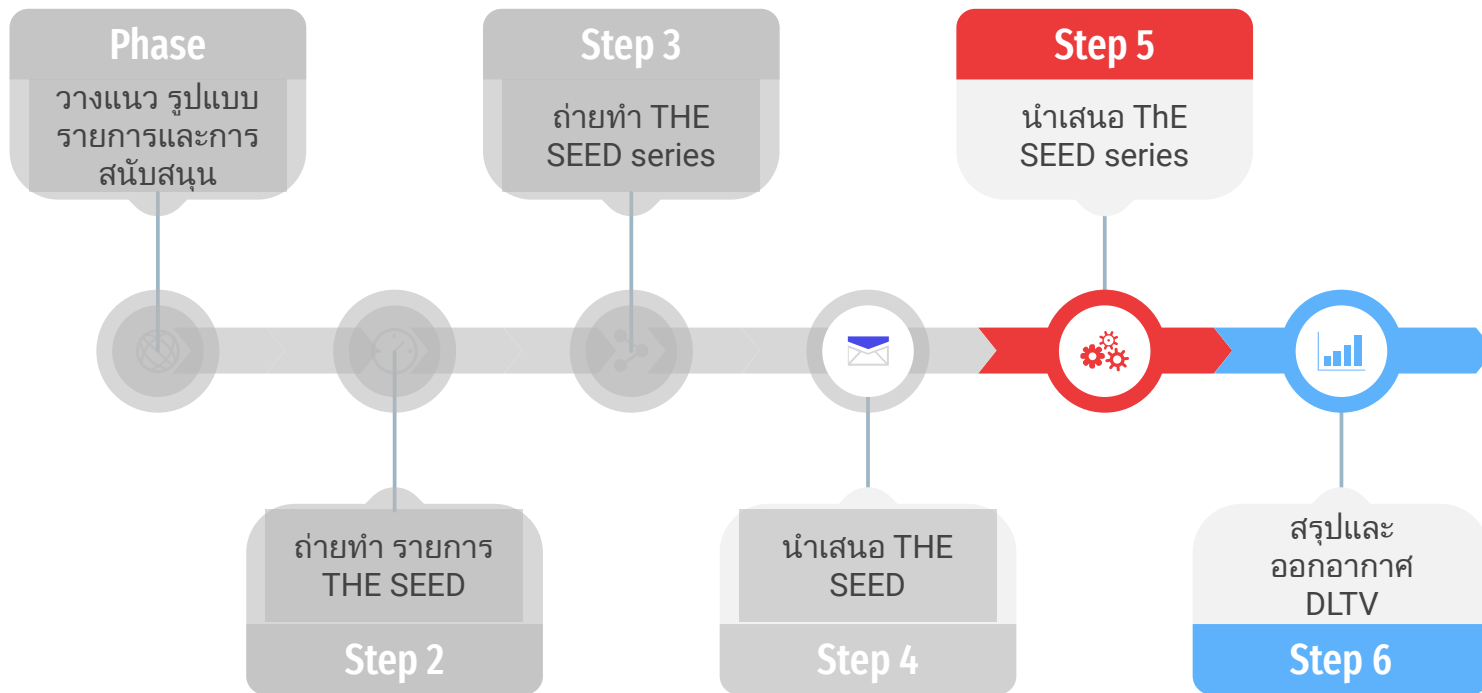 Phase
วางแนว รูปแบบ
รายการและการ
สนับสนุน
Step 3
ถ่ายทำ THE
SEED series
Step 5
นำเสนอ ThE
SEED series
ถ่ายทำ รายการ
THE SEED
Step 2
นำเสนอ THE
SEED
Step 4
สรุปและ
ออกอากาศ
DLTV
Step 6